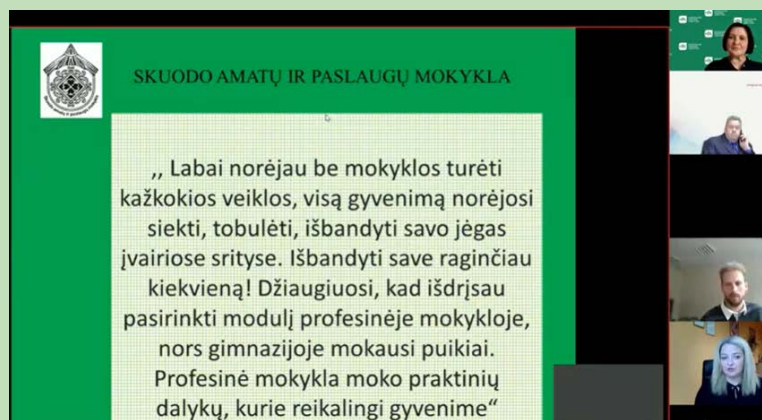 SKUODO AMATŲ IR PASLAUGŲ MOKYKLA
,, Labai norėjau be mokyklos turėti
kažkokios veiklos, visą gyvenimą norėjosi
siekti, tobulėti, išbandyti savo jėgas
įvairiose srityse. Išbandyti save raginčiau
kiekvieną! Džiaugiuosi, kad išdrįsau
pasirinkti modulį profesinėje mokykloje,
nors gimnazijoje mokausi puikiai.
Profesinė mokykla moko praktinių
dalykų, kurie reikalingi gyvenime“